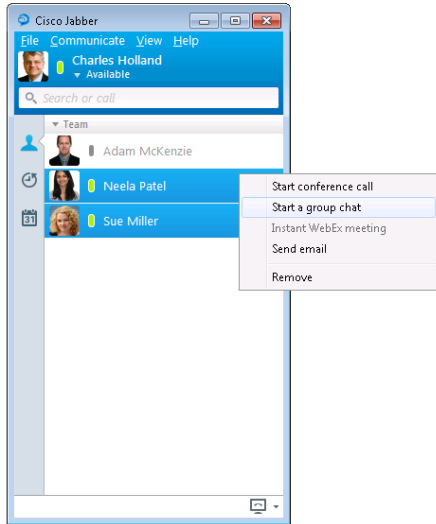 Cisco Jabber
File Communicate View Help
Charles Holland
Available
Search or call
Team
Adam McKenzie
Neela Patel
Sue Miller
Start conference call
Start a group chat
Instant WebEx meeting
Send email
Remove
31